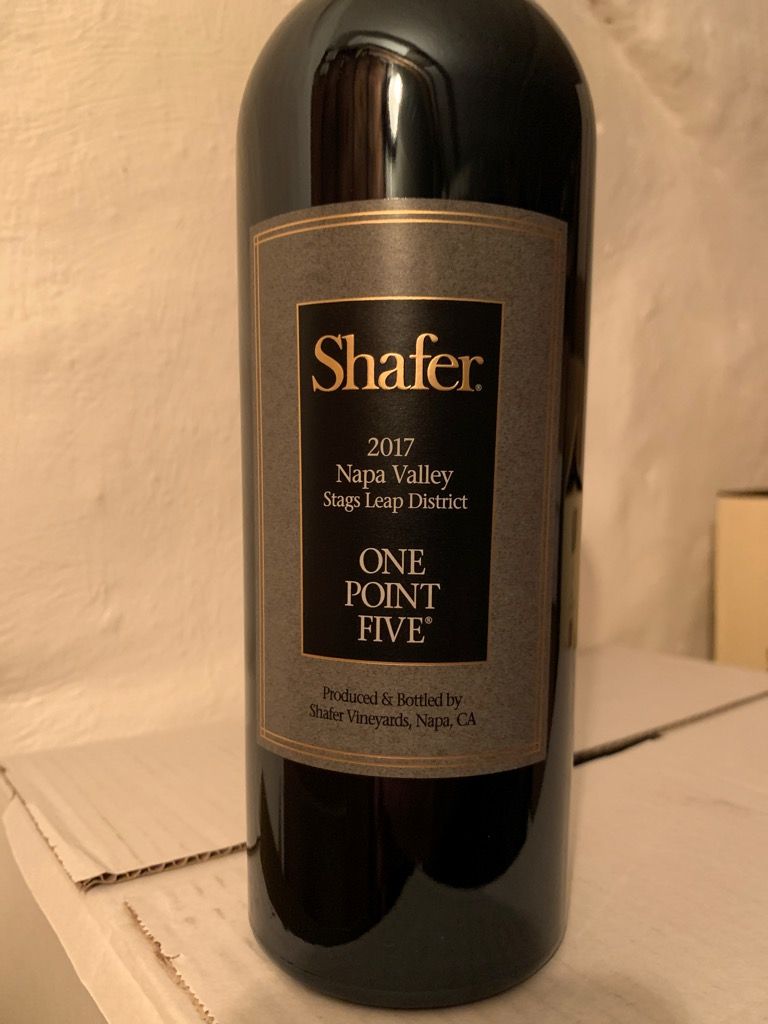 Shafer®
2017
Napa Valley
Stags Leap District
ONE
POINT
FIVE®
Produced & Bottled by
Shafer Vineyards, Napa, CA